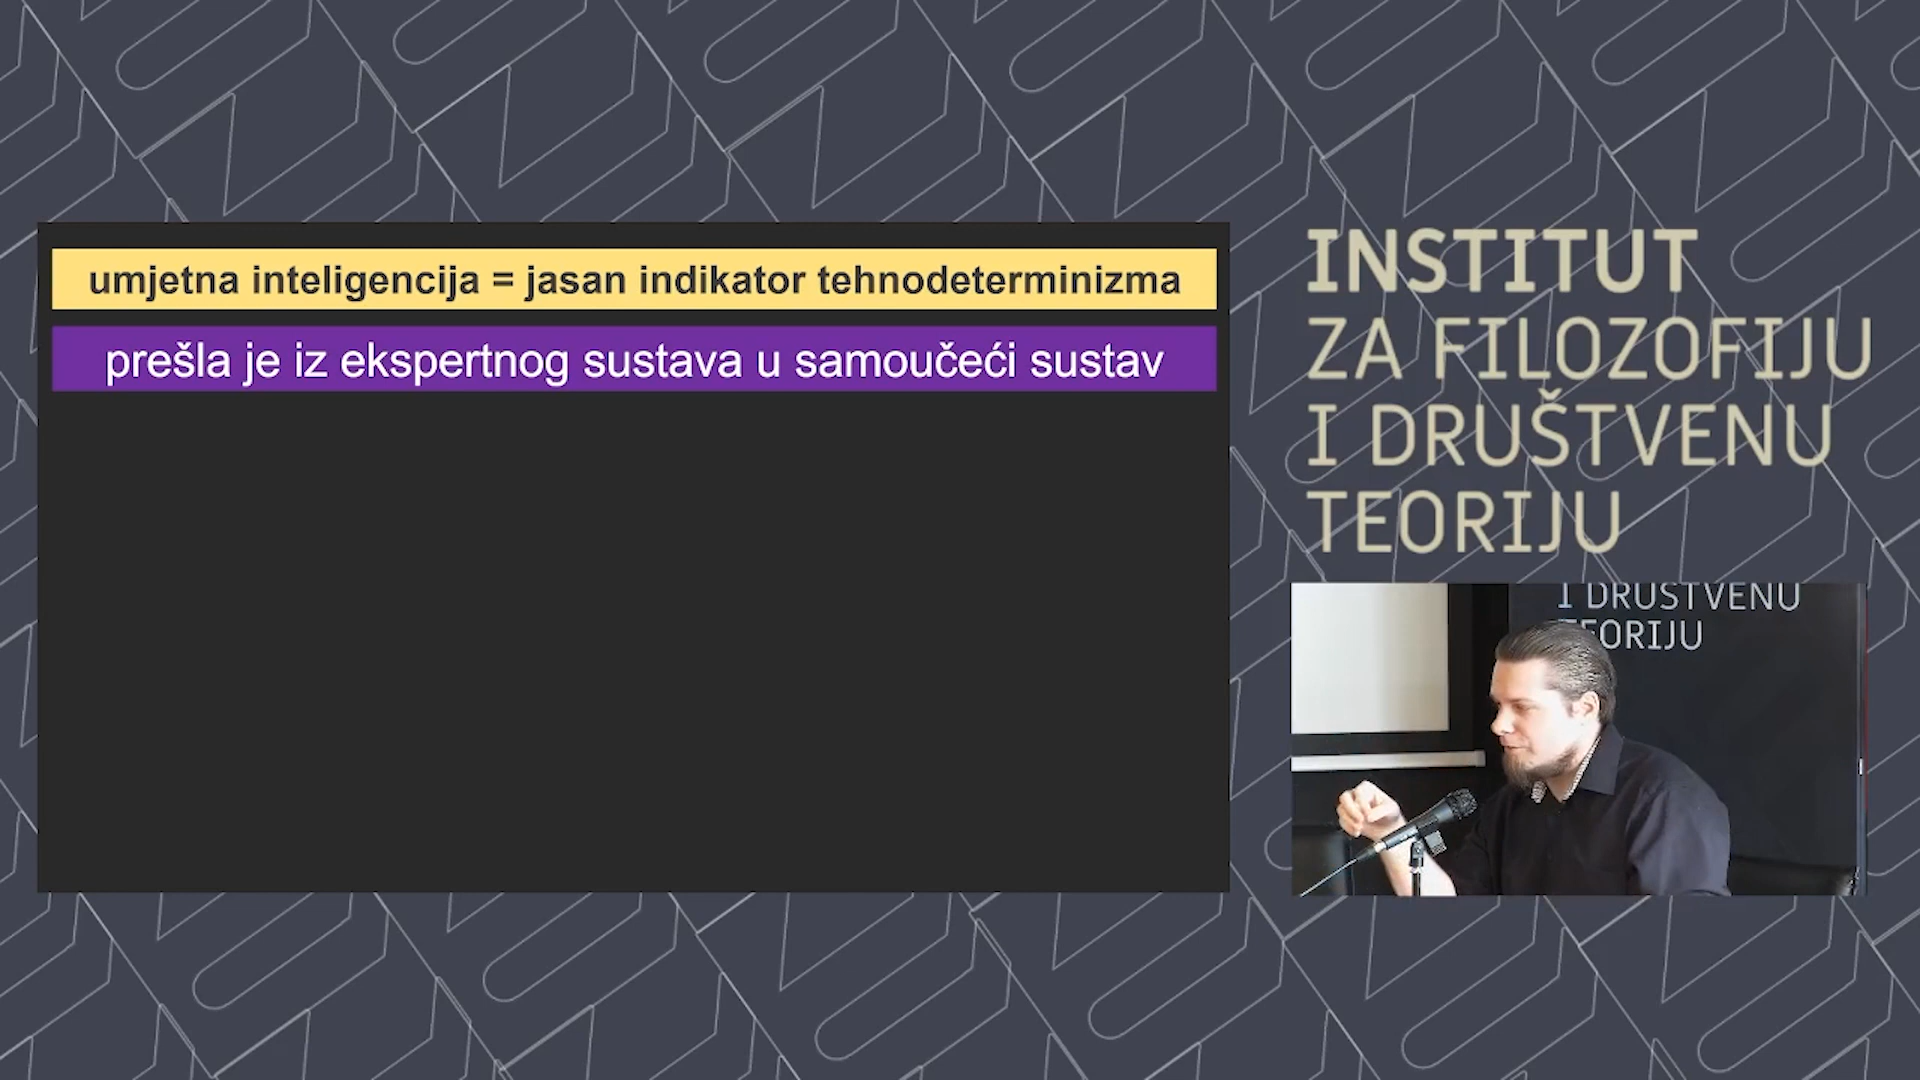 umjetna inteligencija = jasan indikator tehnodeterminizma
prešla je iz ekspertnog sustava u samoučeći sustav
INSTITUT
ZA FILOZOFIJU
I DRUŠTVENU
TEORIJU
I DRUŠTVENU
TEORIJU